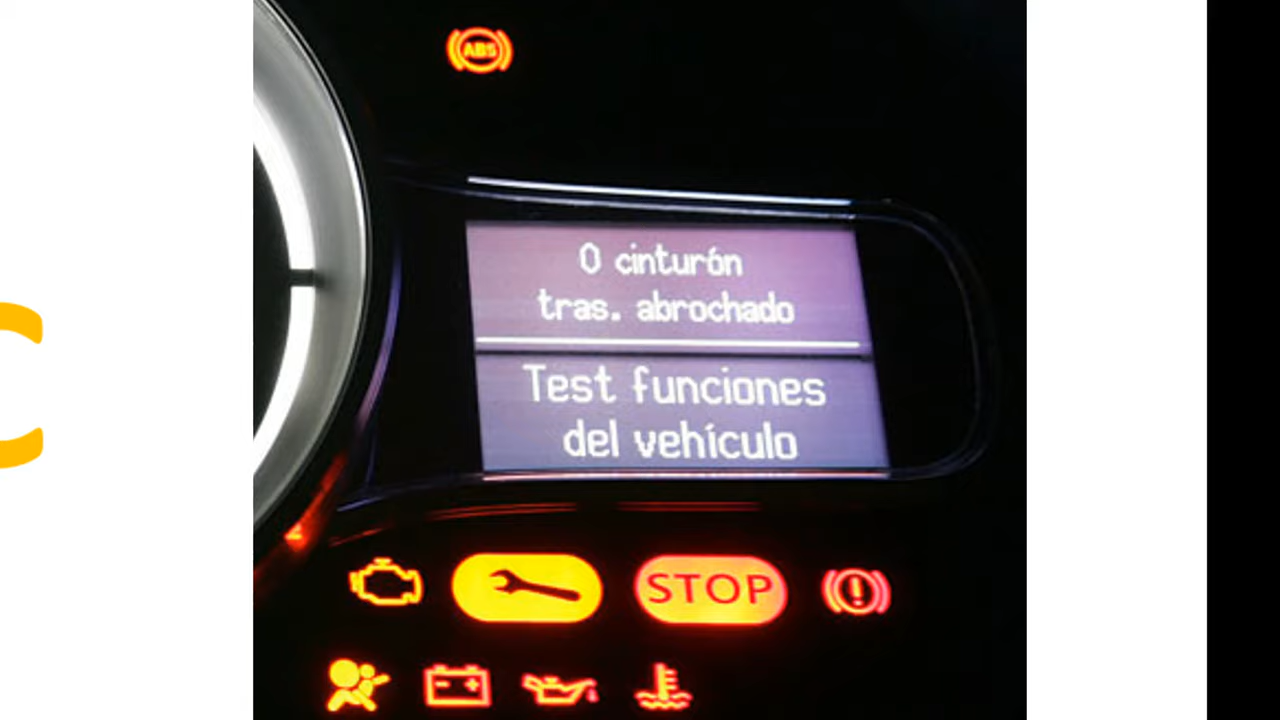 ABS
0 cinturón
tras. abrochado
Test funciones
del vehículo
STOP